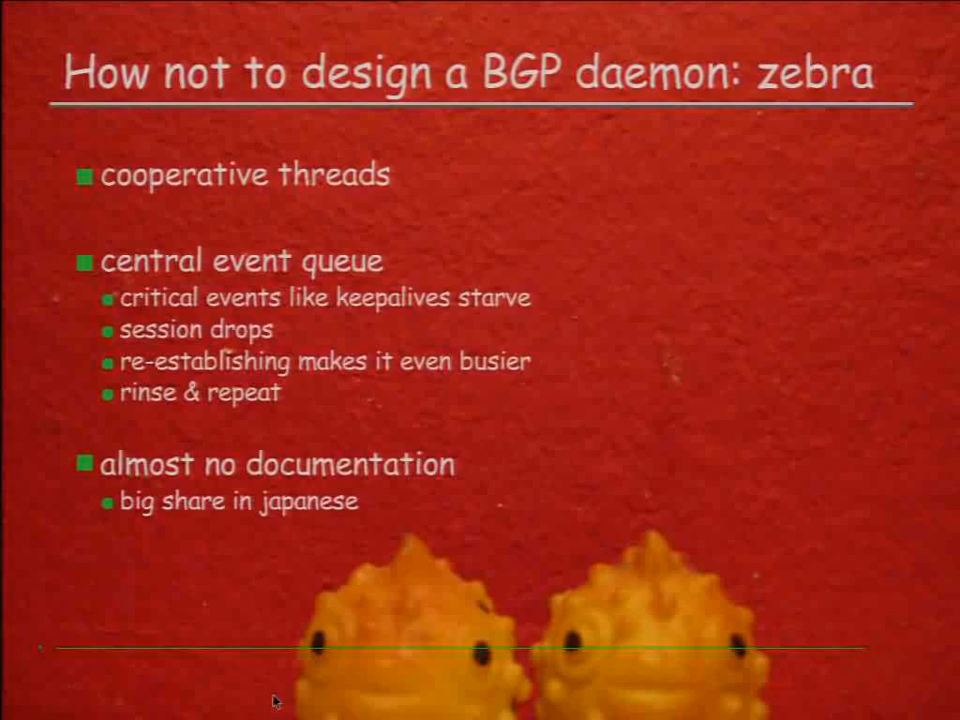 How not to design a BGP daemon: zebra
cooperative threads
central event queue
critical events like keepalives starve
session drops
re-establishing makes it even busier
rinse & repeat
almost no documentation
big share in japanese